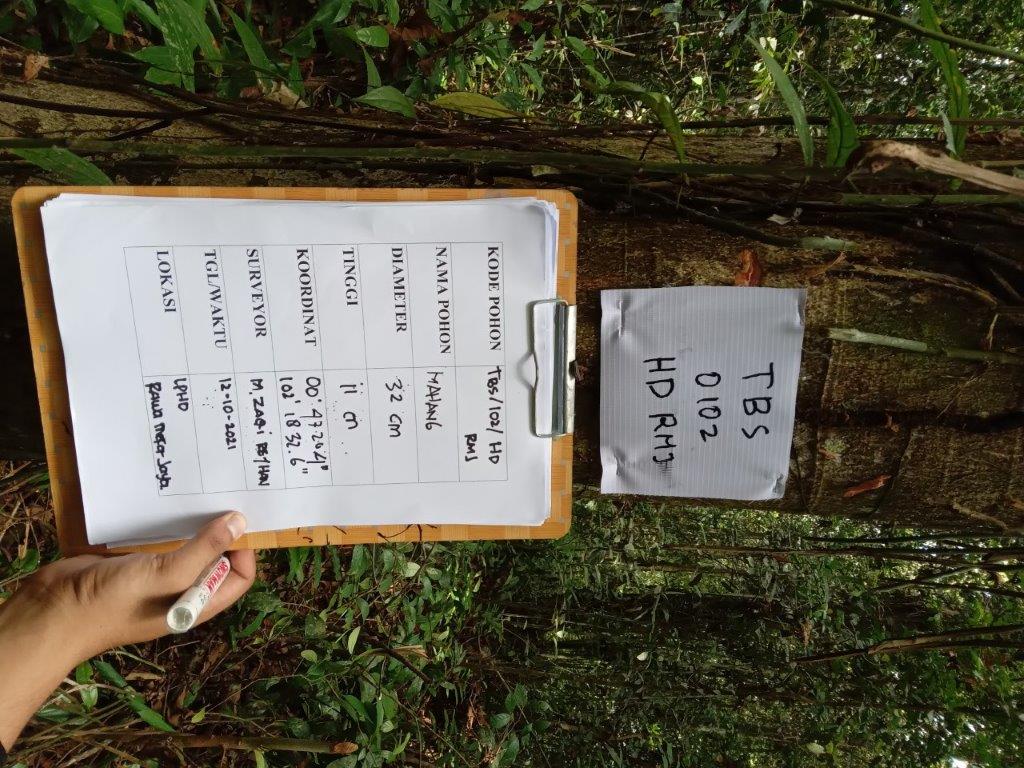 TBS
0102
HD RMJ
KODE POHON TBS/102/ HD
RMJ
NAMA POHON MAHANG
DIAMETER 32 cm
TINGGI 11 m
KOORDINAT 00° 47.20.4"
102° 18 32.6"
SURVEYOR M. ZAQI
TGL/WAKTU 12-10-2021
LOKASI LPHD
RAWA Mekar Jaya
SNOWMAN